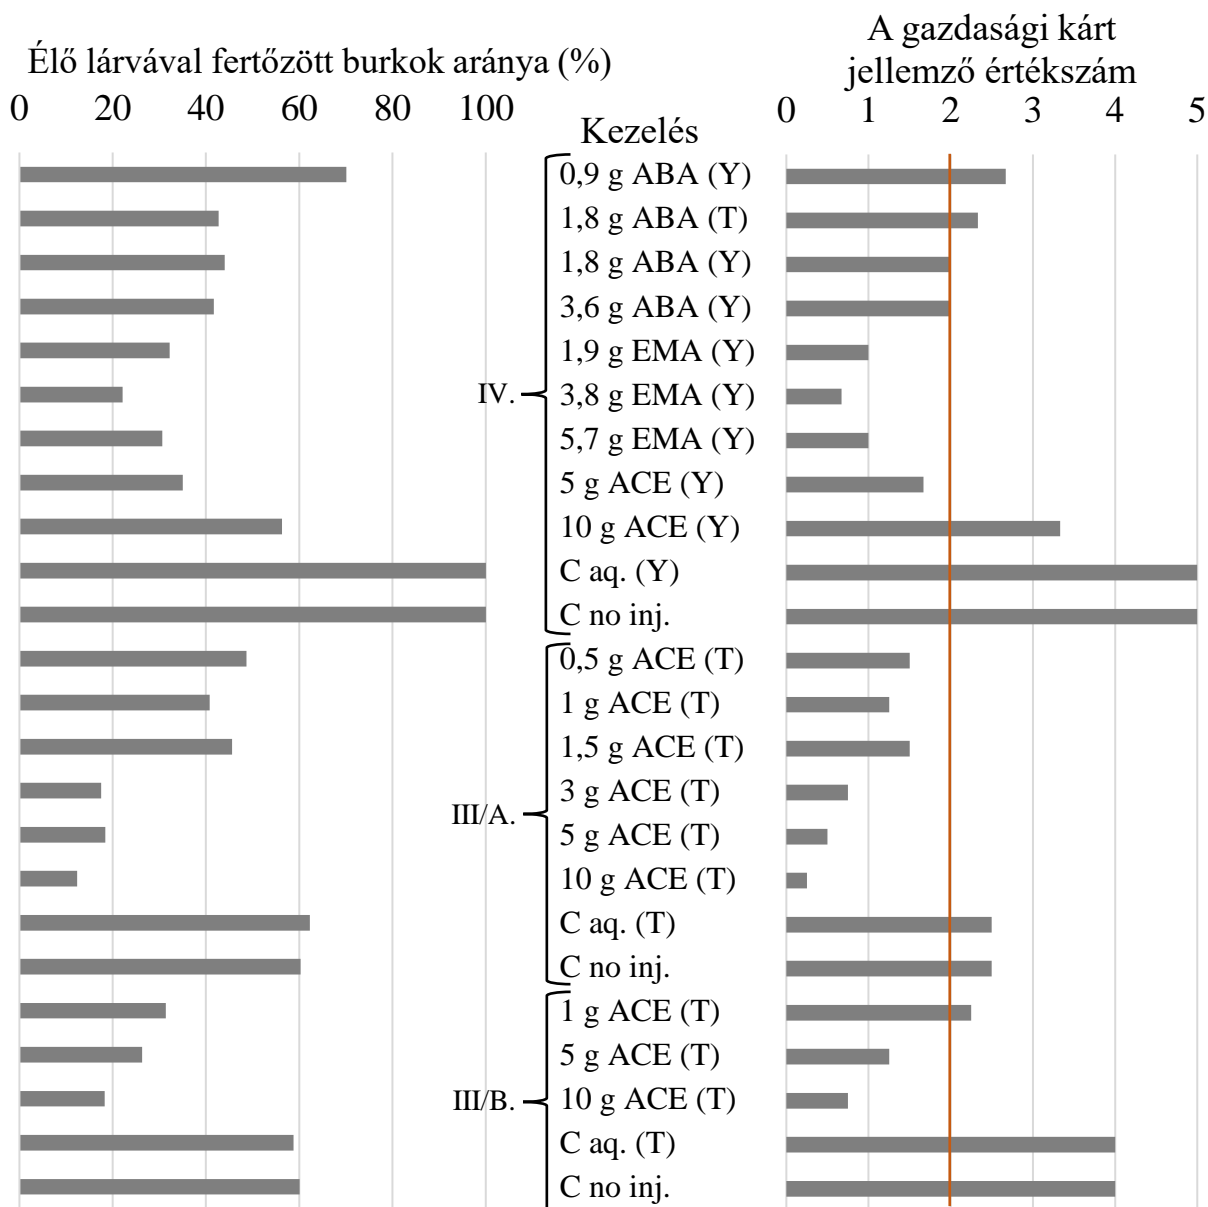 Élő lárvával fertőzött burkok aránya (%)
0 20 40 60 80 100
A gazdasági kárt
jellemző értékszám
0 1 2 3 4 5
Kezelés
0,9 g ABA (Y)
1,8 g ABA (T)
1,8 g ABA (Y)
3,6 g ABA (Y)
1,9 g EMA (Y)
IV.
3,8 g EMA (Y)
5,7 g EMA (Y)
5 g ACE (Y)
10 g ACE (Y)
C aq. (Y)
C no inj.
0,5 g ACE (T)
1 g ACE (T)
1,5 g ACE (T)
3 g ACE (T)
III/A.
5 g ACE (T)
10 g ACE (T)
C aq. (T)
C no inj.
1 g ACE (T)
5 g ACE (T)
III/B.
10 g ACE (T)
C aq. (T)
C no inj.